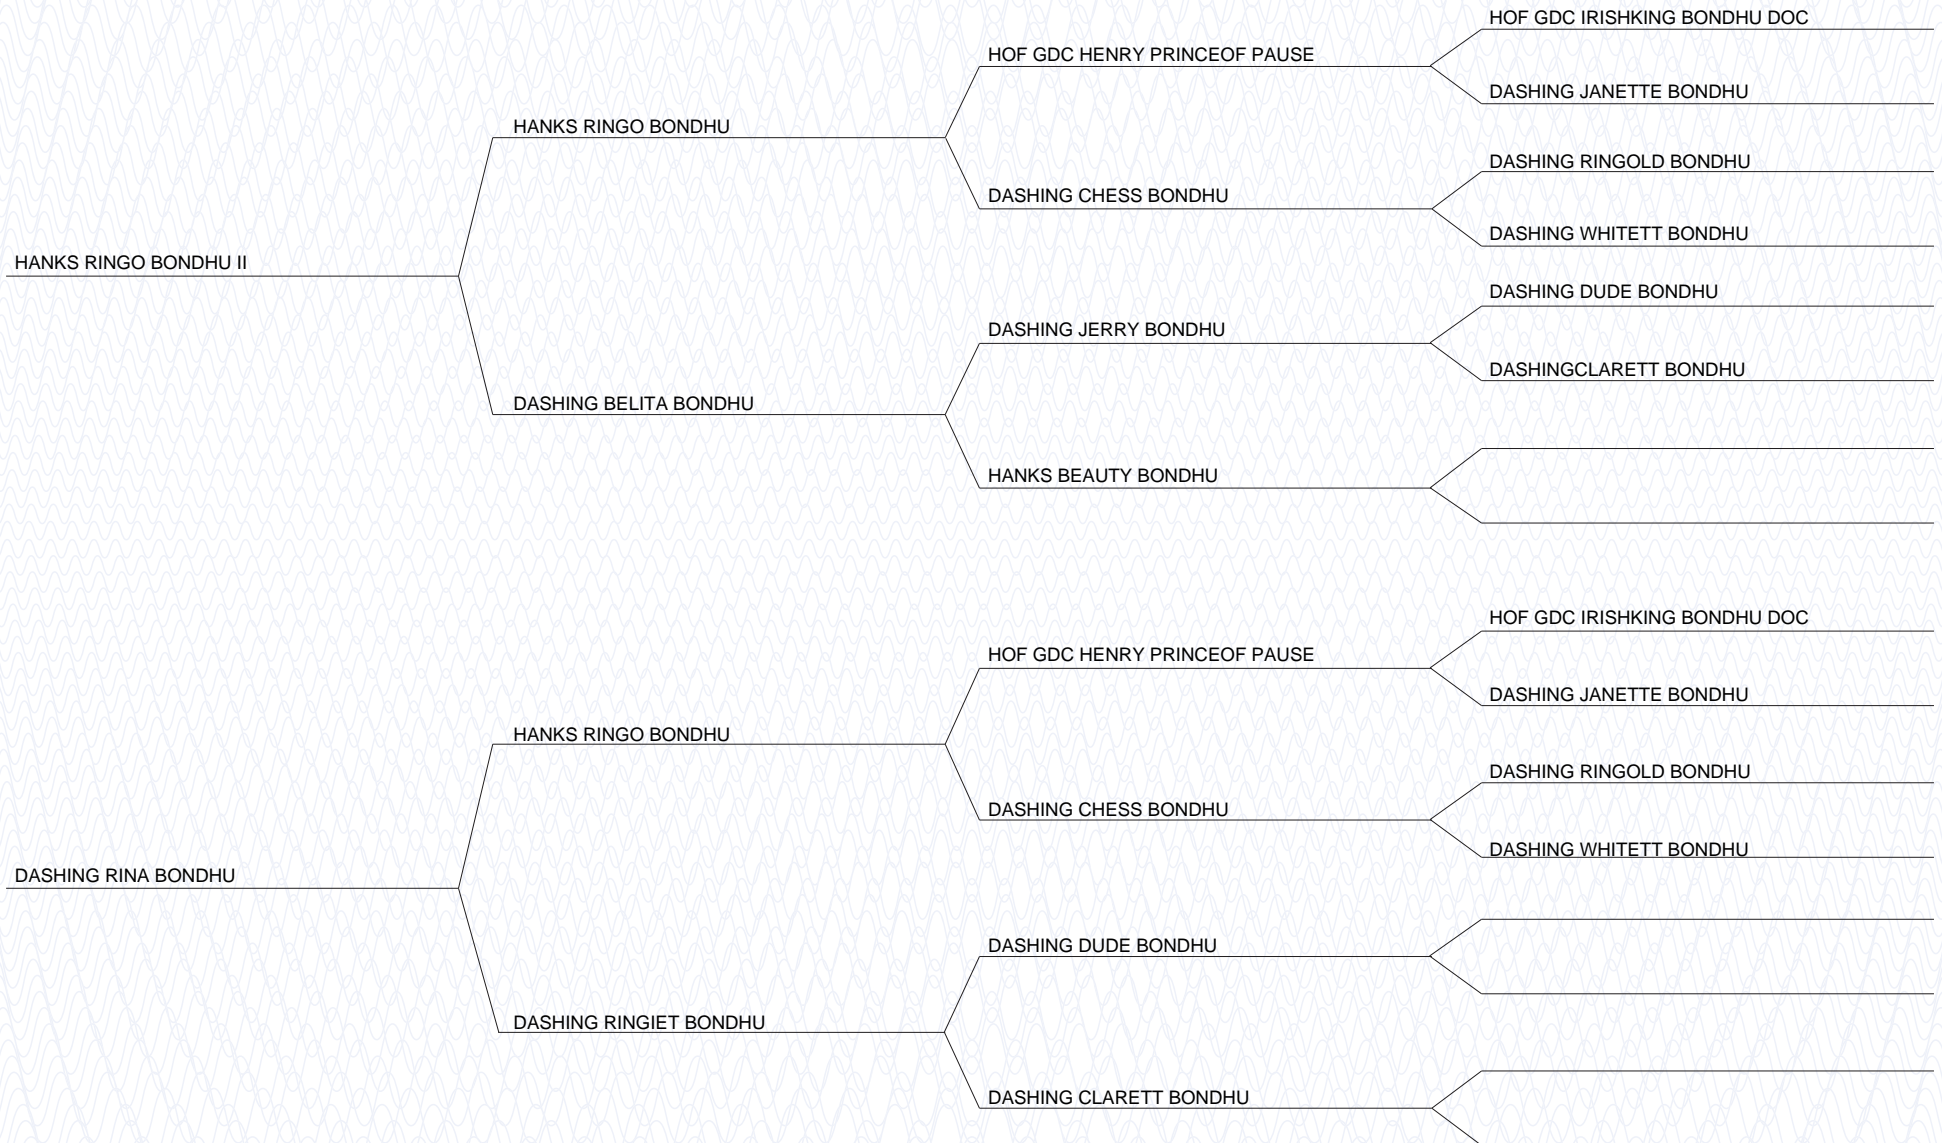 HOF GDC IRISHKING BONDHU DOC
HOF GDC HENRY PRINCEOF PAUSE
DASHING JANETTE BONDHU
HANKS RINGO BONDHU
DASHING RINGOLD BONDHU
DASHING CHESS BONDHU
DASHING WHITETT BONDHU
HANKS RINGO BONDHU II
DASHING DUDE BONDHU
DASHING JERRY BONDHU
DASHINGCLARETT BONDHU
DASHING BELITA BONDHU
HANKS BEAUTY BONDHU
HOF GDC IRISHKING BONDHU DOC
HOF GDC HENRY PRINCEOF PAUSE
DASHING JANETTE BONDHU
HANKS RINGO BONDHU
DASHING RINGOLD BONDHU
DASHING CHESS BONDHU
DASHING WHITETT BONDHU
DASHING RINA BONDHU
DASHING DUDE BONDHU
DASHING RINGIET BONDHU
DASHING CLARETT BONDHU